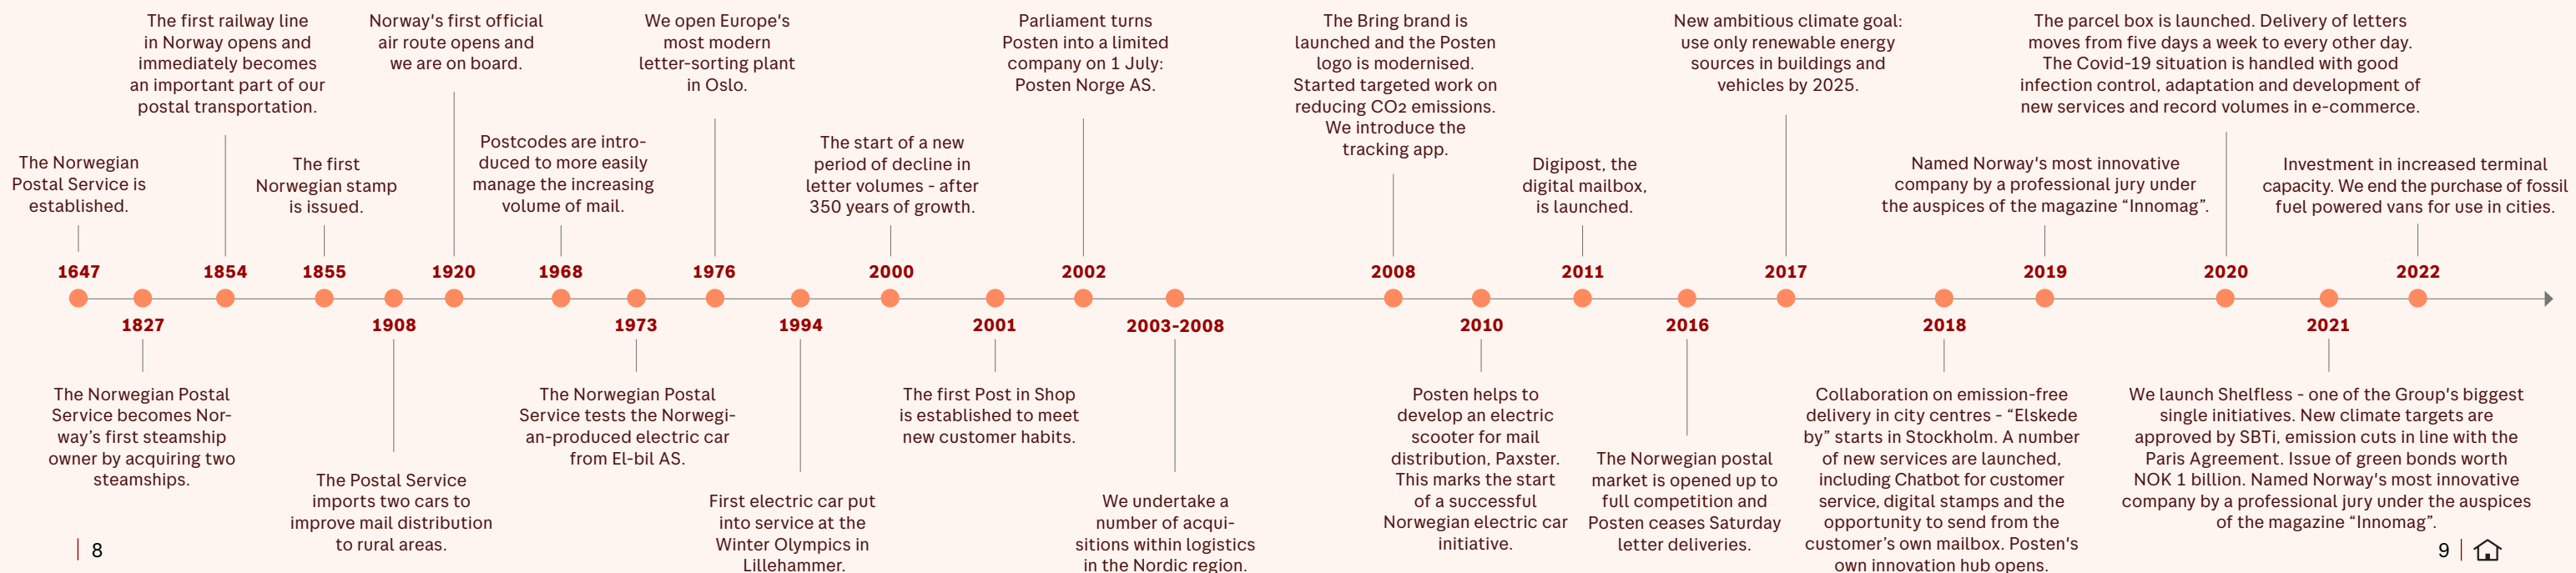 The Norwegian
Postal Service is
established.
1647
1827
The Norwegian Postal
Service becomes Nor-
way’s first steamship
owner by acquiring two
steamships.
The first railway line
in Norway opens and
immediately becomes
an important part of our
postal transportation.
1854
The first
Norwegian stamp
is issued.
1855
1908
The Postal Service
imports two cars to
improve mail distribution
to rural areas.
Norway's first official
air route opens and
we are on board.
1920
Postcodes are intro-
duced to more easily
manage the increasing
volume of mail.
1968
1973
The Norwegian Postal
Service tests the Norwegi-
an-produced electric car
from El-bil AS.
We open Europe's
most modern
letter-sorting plant
in Oslo.
1976
1994
First electric car put
into service at the
Winter Olympics in
Lillehammer.
The start of a new
period of decline in
letter volumes - after
350 years of growth.
2000
2001
The first Post in Shop
is established to meet
new customer habits.
Parliament turns
Posten into a limited
company on 1 July:
Posten Norge AS.
2002
2003-2008
We undertake a
number of acqui-
sitions within logistics
in the Nordic region.
The Bring brand is
launched and the Posten
logo is modernised.
Started targeted work on
reducing CO2 emissions.
We introduce the
tracking app.
2008
2010
Posten helps to
develop an electric
scooter for mail
distribution, Paxster.
This marks the start
of a successful
Norwegian electric car
initiative.
Digipost, the
digital mailbox,
is launched.
2011
2016
The Norwegian postal
market is opened up to
full competition and
Posten ceases Saturday
letter deliveries.
New ambitious climate goal:
use only renewable energy
sources in buildings and
vehicles by 2025.
2017
2018
Collaboration on emission-free
delivery in city centres - “Elskede
by” starts in Stockholm. A number
of new services are launched,
including Chatbot for customer
service, digital stamps and the
opportunity to send from the
customer’s own mailbox. Posten's
own innovation hub opens.
Named Norway's most innovative
company by a professional jury under
the auspices of the magazine “Innomag”.
2019
The parcel box is launched. Delivery of letters
moves from five days a week to every other day.
The Covid-19 situation is handled with good
infection control, adaptation and development of
new services and record volumes in e-commerce.
2020
2021
We launch Shelfless - one of the Group's biggest
single initiatives. New climate targets are
approved by SBTi, emission cuts in line with the
Paris Agreement. Issue of green bonds worth
NOK 1 billion. Named Norway's most innovative
company by a professional jury under the auspices
of the magazine “Innomag”.
Investment in increased terminal
capacity. We end the purchase of fossil
fuel powered vans for use in cities.
2022
8
9